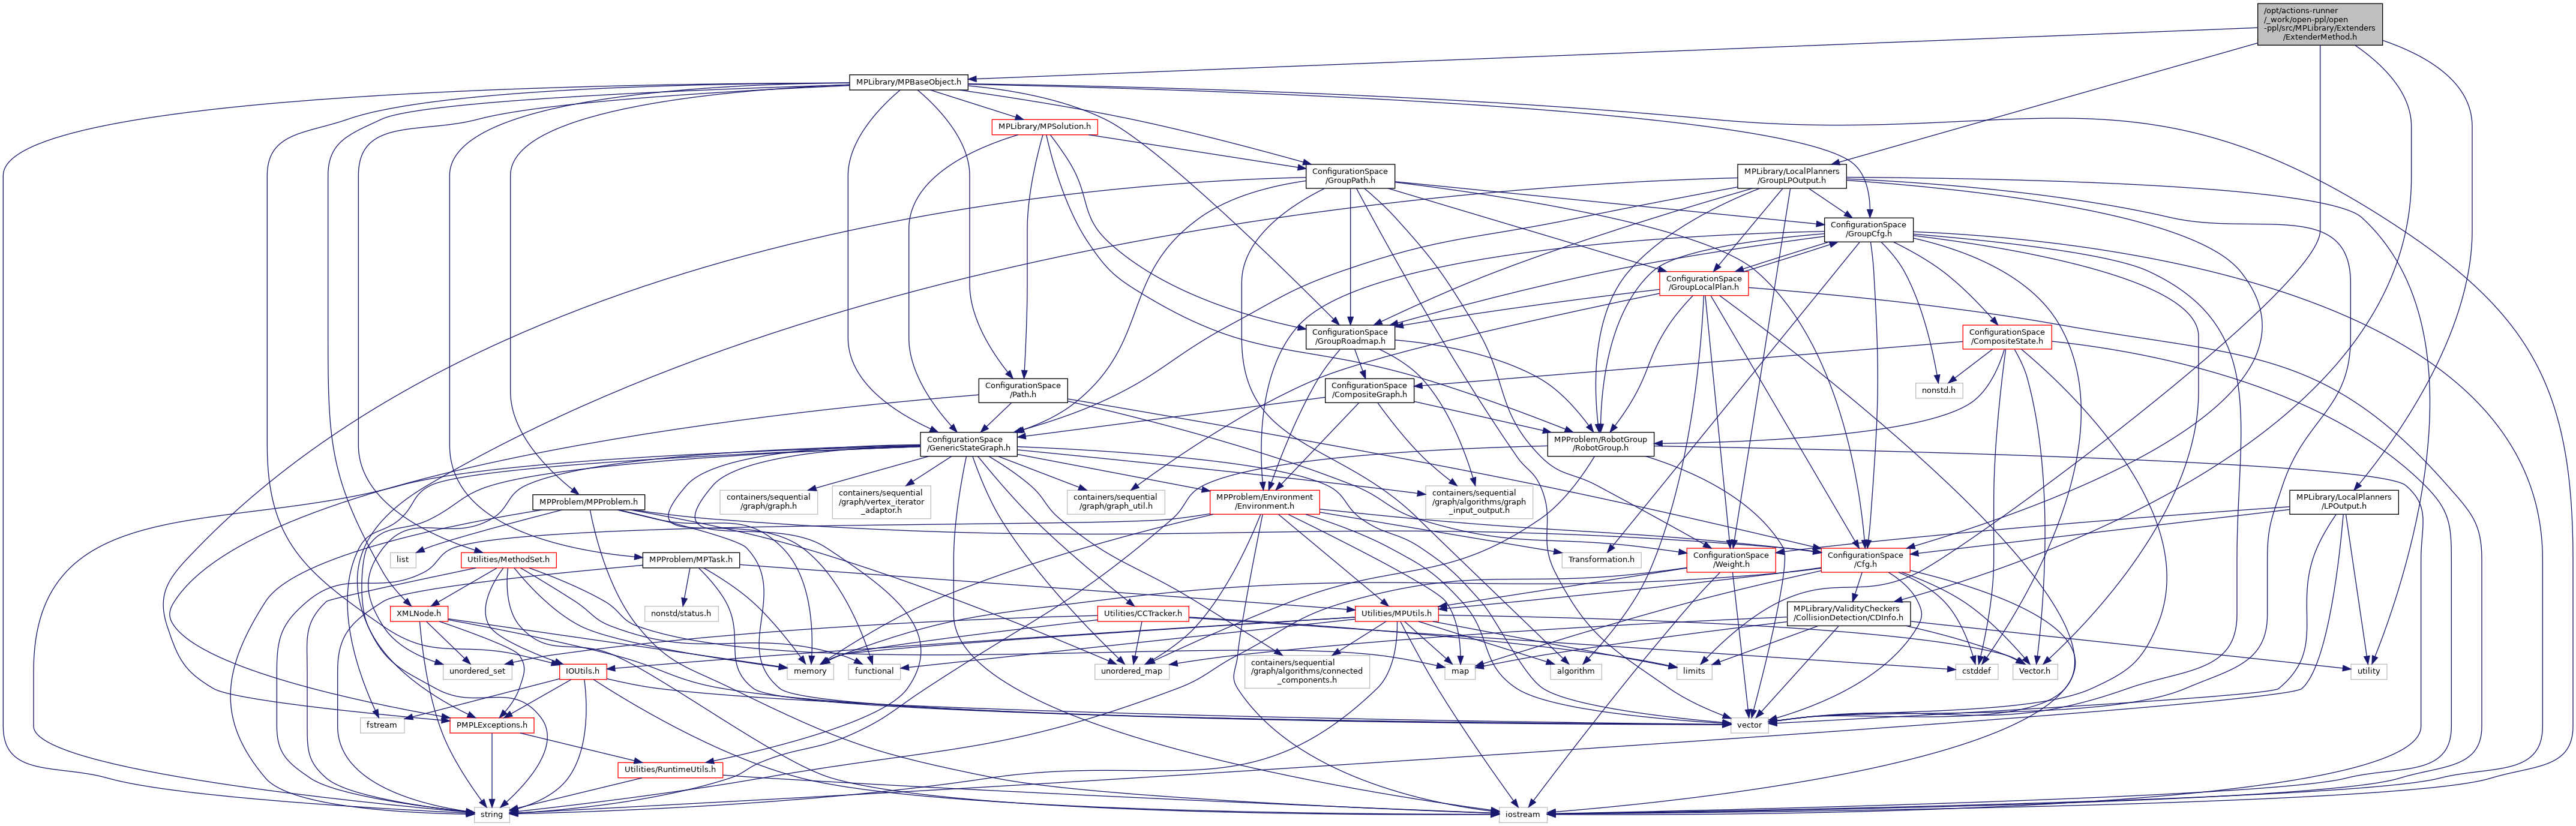 /opt/actions-runner
/_work/open-ppl/open
-ppl/src/MPLibrary/Extenders
/ExtenderMethod.h
MPLibrary/MPBaseObject.h
MPLibrary/MPSolution.h
ConfigurationSpace
/GroupPath.h
MPLibrary/LocalPlanners
/GroupLPOutput.h
ConfigurationSpace
/GroupCfg.h
ConfigurationSpace
/GroupLocalPlan.h
ConfigurationSpace
/GroupRoadmap.h
ConfigurationSpace
/CompositeState.h
ConfigurationSpace
/Path.h
ConfigurationSpace
/CompositeGraph.h
nonstd.h
ConfigurationSpace
/GenericStateGraph.h
MPProblem/RobotGroup
/RobotGroup.h
MPProblem/MPProblem.h
containers/sequential
/graph/graph.h
containers/sequential
/graph/vertex_iterator
_adaptor.h
containers/sequential
/graph/graph_util.h
MPProblem/Environment
/Environment.h
containers/sequential
/graph/algorithms/graph
_input_output.h
MPLibrary/LocalPlanners
/LPOutput.h
list
Utilities/MethodSet.h
MPProblem/MPTask.h
Transformation.h
ConfigurationSpace
/Weight.h
ConfigurationSpace
/Cfg.h
XMLNode.h
nonstd/status.h
Utilities/CCTracker.h
Utilities/MPUtils.h
MPLibrary/ValidityCheckers
/CollisionDetection/CDInfo.h
unordered_set
IOUtils.h
memory
functional
unordered_map
containers/sequential
/graph/algorithms/connected
_components.h
map
algorithm
limits
cstddef
Vector.h
utility
fstream
PMPLExceptions.h
vector
Utilities/RuntimeUtils.h
string
iostream